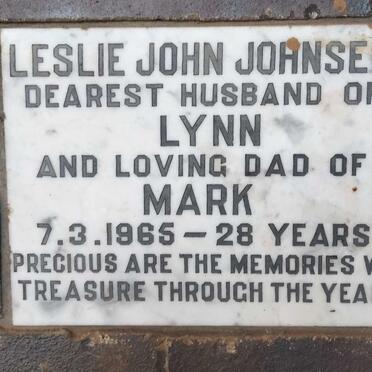 LESLIE JOHN JOHNSE
DEAREST HUSBAND OF
LYNN
AND LOVING DAD OF
MARK
7.3.1965 – 28 YEARS
PRECIOUS ARE THE MEMORIES W
TREASURE THROUGH THE YEA